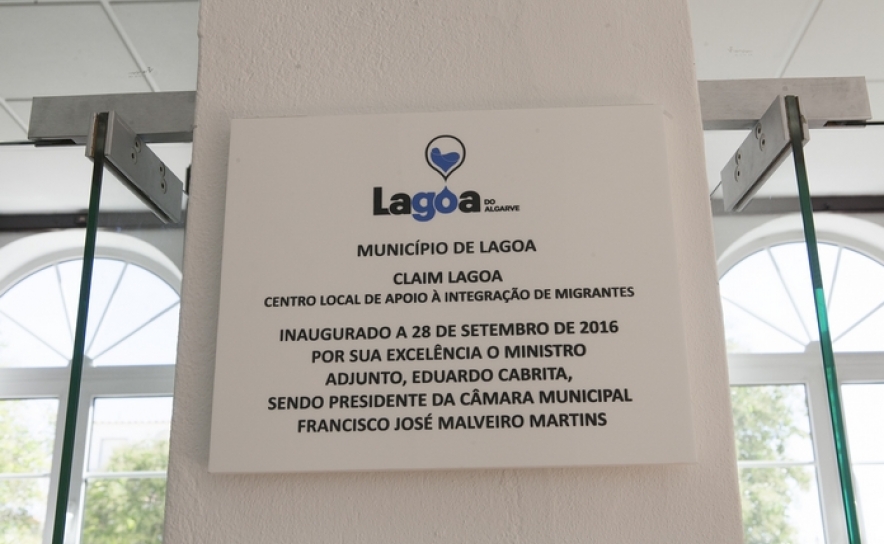 Lagoa DO ALGARVE
MUNICÍPIO DE LAGOA
CLAIM LAGOA
CENTRO LOCAL DE APOIO À INTEGRAÇÃO DE MIGRANTES
INAUGURADO A 28 DE SETEMBRO DE 2016
POR SUA EXCELÊNCIA O MINISTRO
ADJUNTO, EDUARDO CABRITA,
SENDO PRESIDENTE DA CÂMARA MUNICIPAL
FRANCISCO JOSÉ MALVEIRO MARTINS